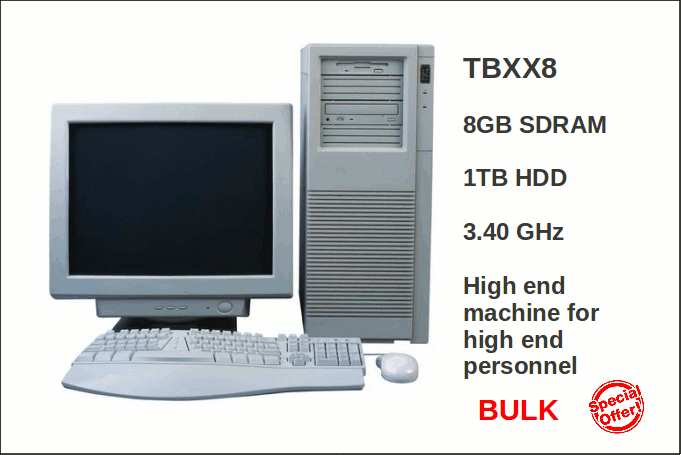 TBXX8
8GB SDRAM
1TB HDD
3.40 GHz
High end
machine for
high end
personnel
BULK
Special
Offer!